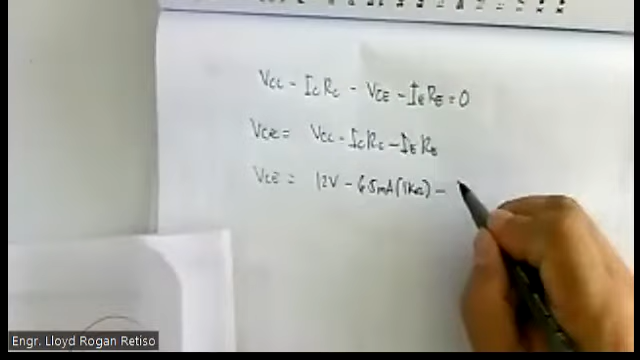 VCC - ICRC - VCE - IERE = 0
VCE = VCC - ICRC - IERE
VCE = 12V - 6.5mA(1KΩ) -
Engr. Lloyd Rogan Retiso